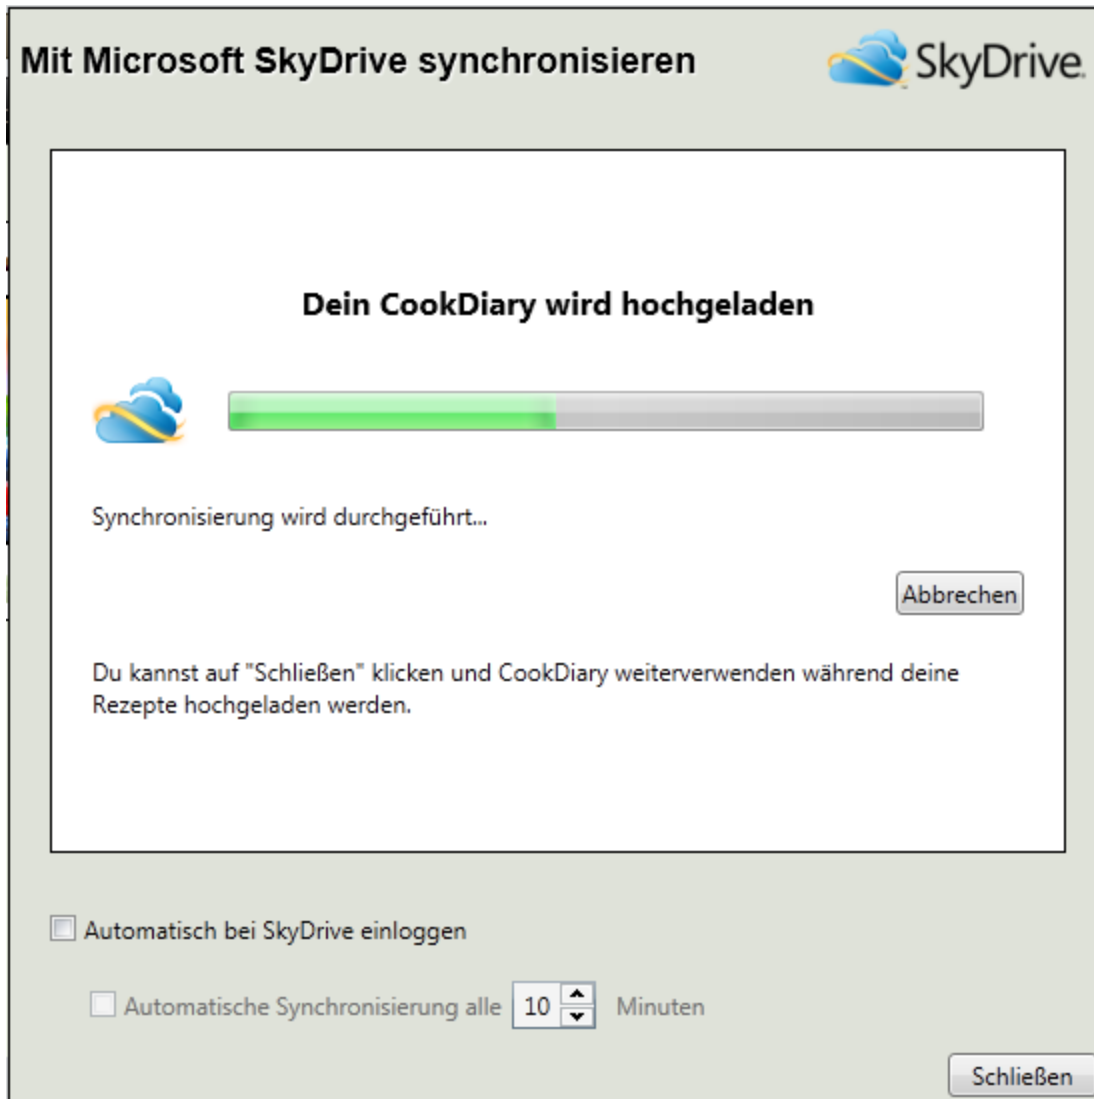 Mit Microsoft SkyDrive synchronisieren
SkyDrive
Dein CookDiary wird hochgeladen
Synchronisierung wird durchgeführt...
Abbrechen
Du kannst auf "Schließen" klicken und CookDiary weiterverwenden während deine
Rezepte hochgeladen werden.
Automatisch bei SkyDrive einloggen
Automatische Synchronisierung alle 10 Minuten
Schließen